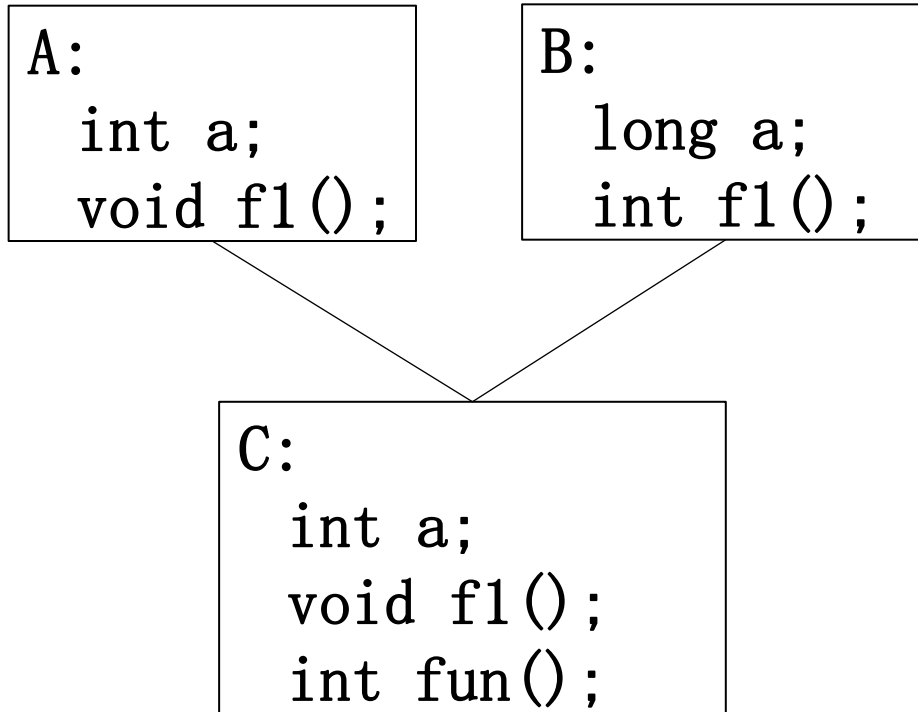 A:
int a;
void f1();
B:
long a;
int f1();
C:
int a;
void f1();
int fun();